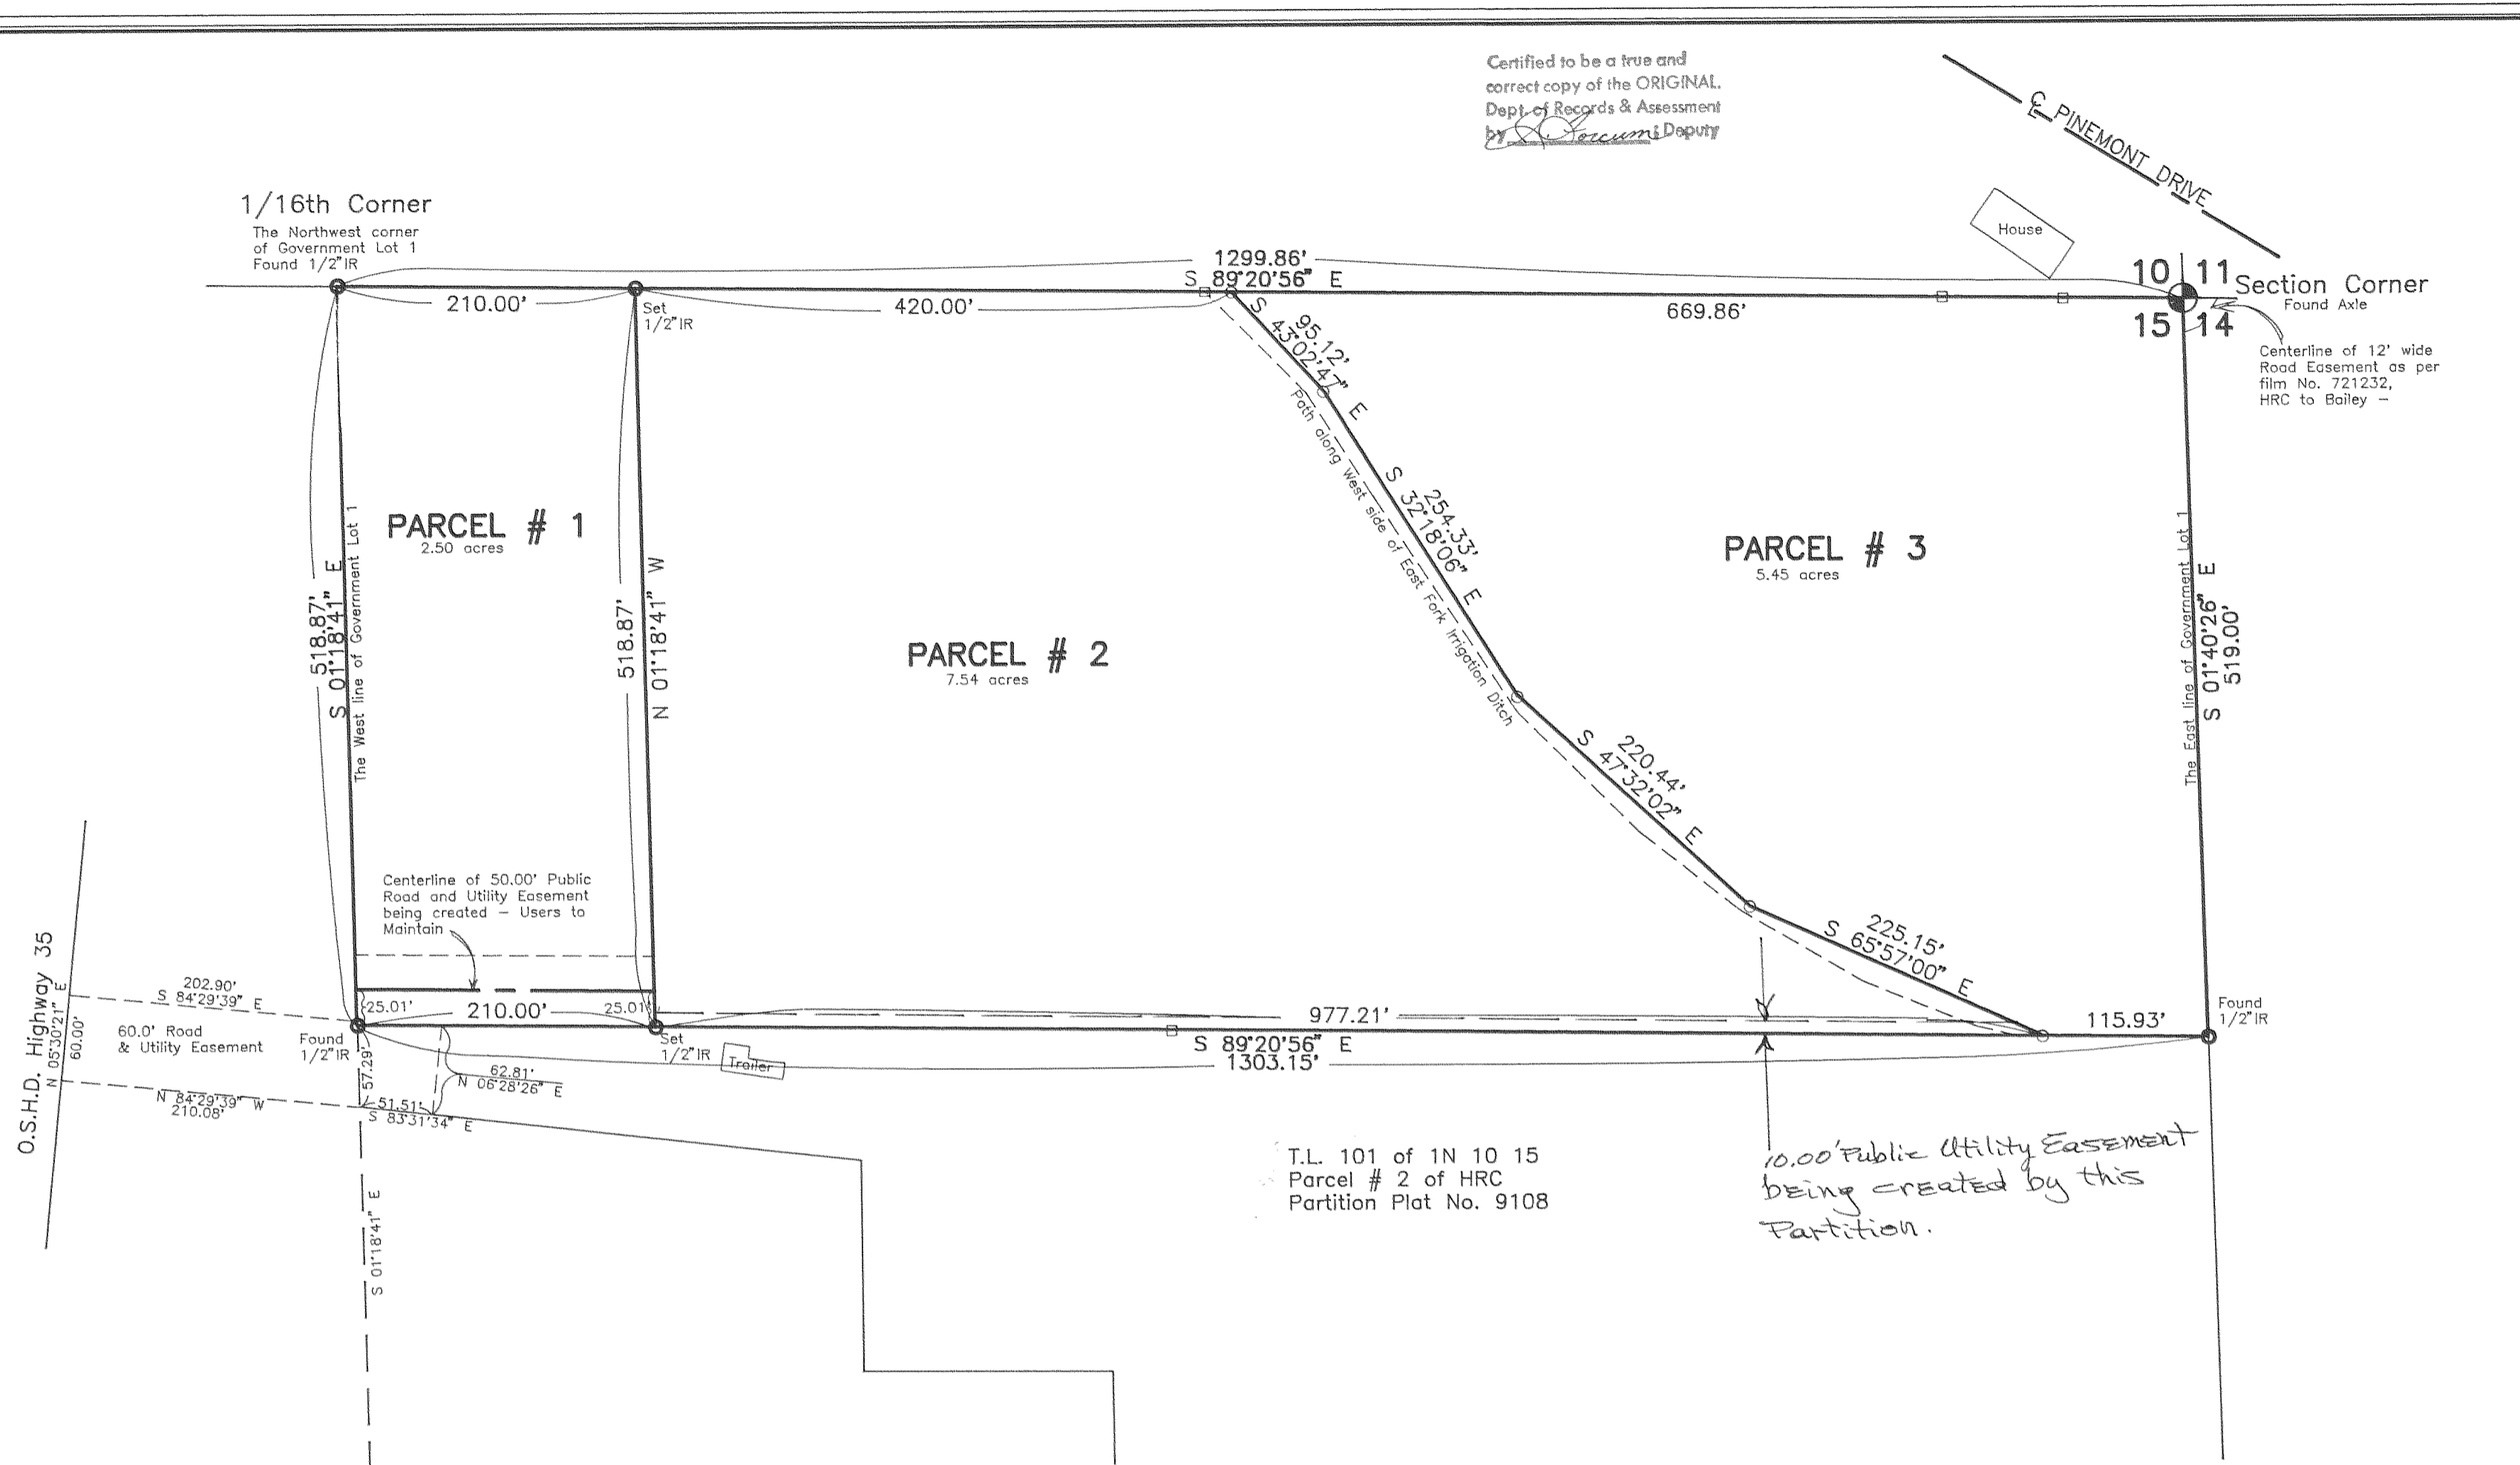 Certified to be a true and
correct copy of the ORIGINAL.
Dept. of Records & Assessment
by Deputy
℄ PINEMONT DRIVE
House
1/16th Corner
The Northwest corner
of Government Lot 1
Found 1/2"IR
1299.86'
S 89°20'56" E
210.00'
Set
1/2"IR
420.00'
669.86'
10 11
15 14
Section Corner
Found Axle
Centerline of 12' wide
Road Easement as per
film No. 721232,
HRC to Bailey –
95.12'
S 43°02'47" E
254.33'
S 32°18'06" E
Path along West side of East Fork Irrigation Ditch
220.44'
S 47°32'02" E
225.15'
S 65°57'00" E
PARCEL # 1
2.50 acres
PARCEL # 2
7.54 acres
PARCEL # 3
5.45 acres
518.87'
S 01°18'41" E
The West line of Government Lot 1
518.87'
N 01°18'41" W
The East line of Government Lot 1
S 01°40'26" E
519.00'
Centerline of 50.00' Public
Road and Utility Easement
being created – Users to
Maintain
O.S.H.D. Highway 35
N 05°30'21" E
60.00'
202.90'
S 84°29'39" E
60.0' Road
& Utility Easement
N 84°29'39" W
210.08'
25.01'
210.00'
25.01'
Found
1/2"IR
Set
1/2"IR
Trailer
57.29'
62.81'
N 06°28'26" E
51.51'
S 83°31'34" E
S 01°18'41" E
977.21'
S 89°20'56" E
1303.15'
115.93'
Found
1/2"IR
T.L. 101 of 1N 10 15
Parcel # 2 of HRC
Partition Plat No. 9108
10.00' Public Utility Easement
being created by this
Partition.